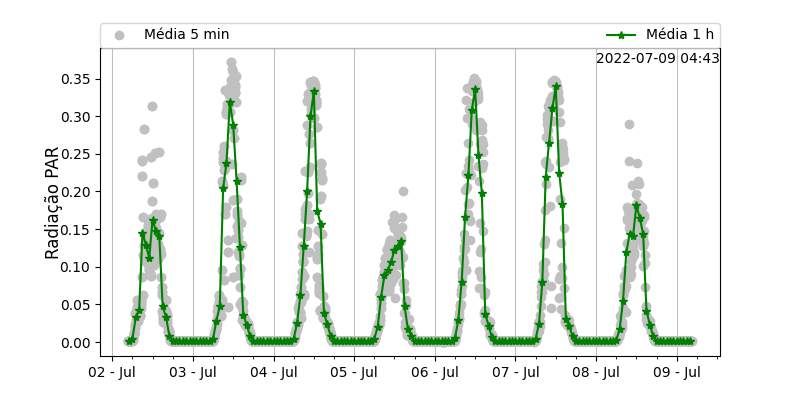 Média 5 min
Média 1 h
2022-07-09 04:43
Radiação PAR
0.35
0.30
0.25
0.20
0.15
0.10
0.05
0.00
02 - Jul
03 - Jul
04 - Jul
05 - Jul
06 - Jul
07 - Jul
08 - Jul
09 - Jul